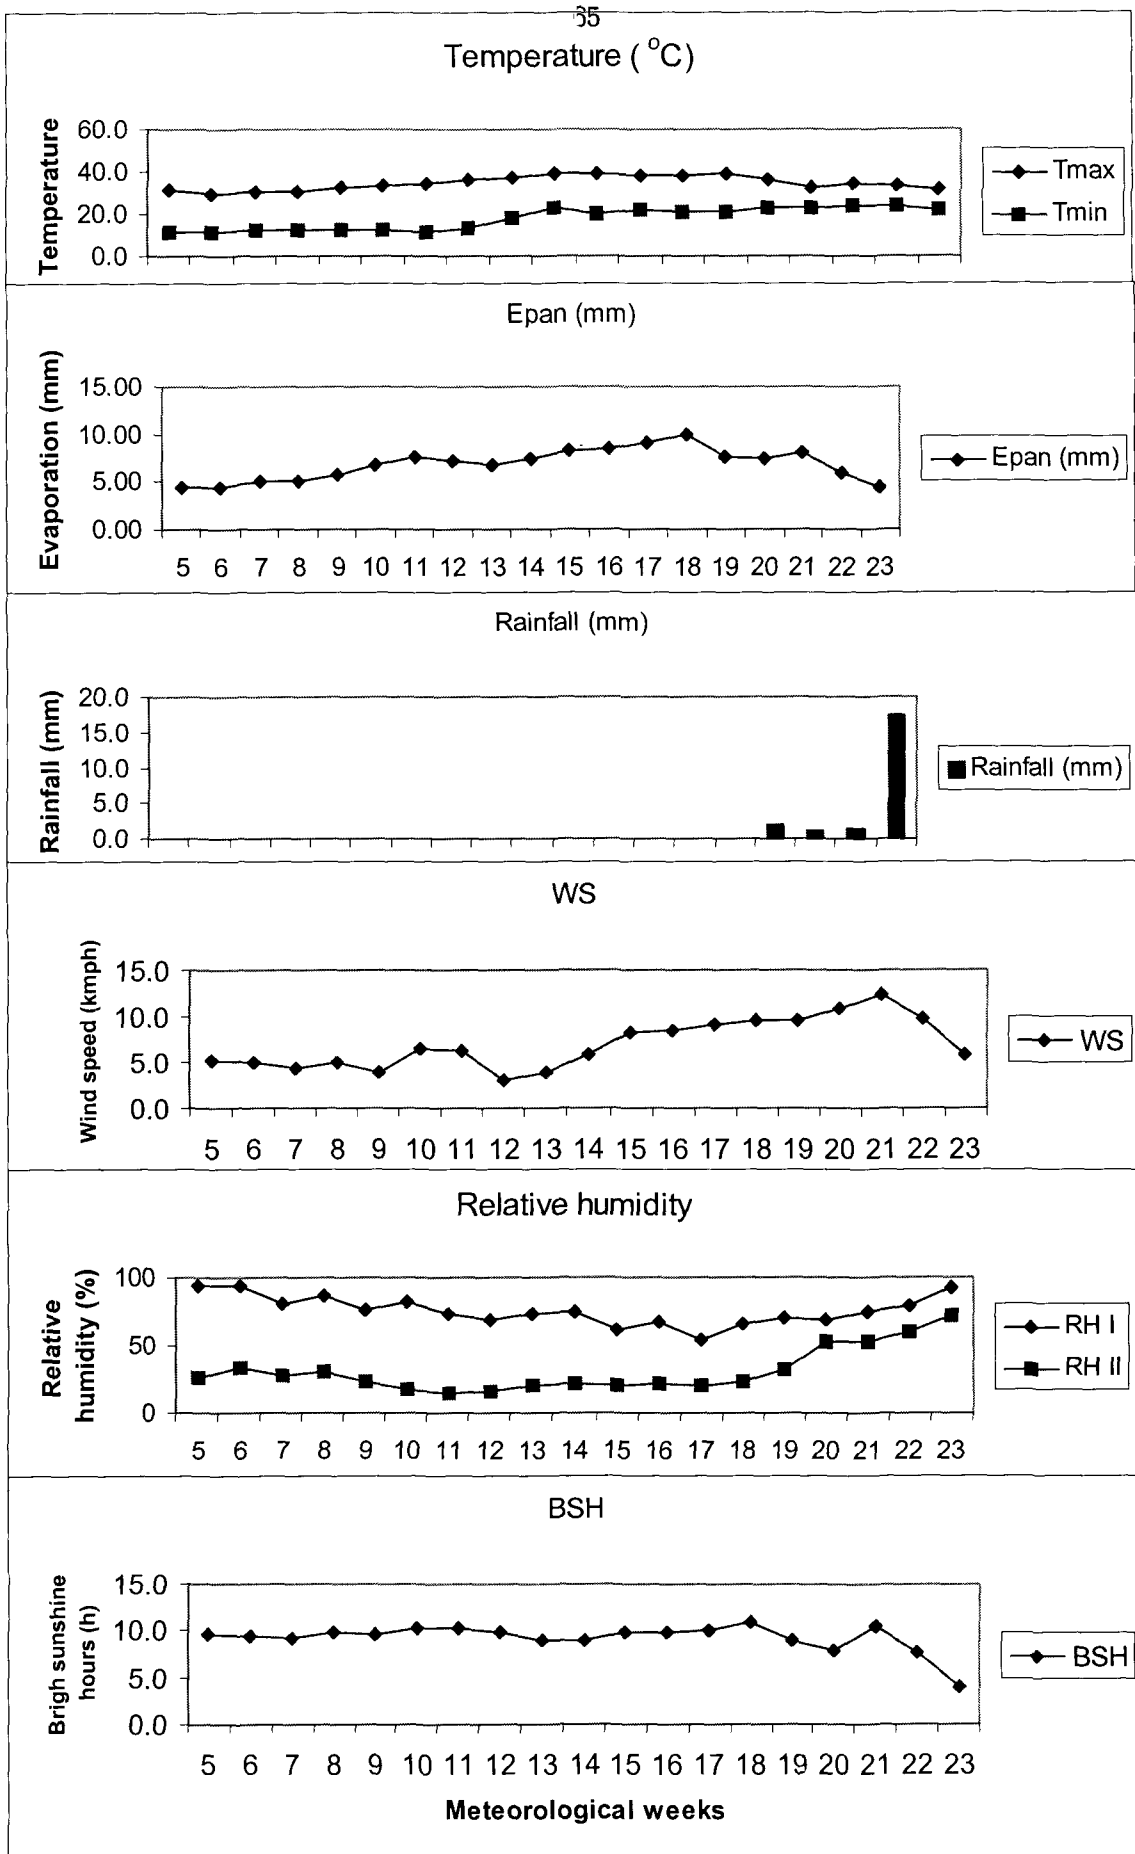 35
Temperature ( °C)
Temperature
60.0
40.0
20.0
0.0
Tmax
Tmin
Epan (mm)
Evaporation (mm)
15.00
10.00
5.00
0.00
5 6 7 8 9 10 11 12 13 14 15 16 17 18 19 20 21 22 23
Epan (mm)
Rainfall (mm)
Rainfall (mm)
20.0
15.0
10.0
5.0
0.0
Rainfall (mm)
WS
Wind speed (kmph)
15.0
10.0
5.0
0.0
5 6 7 8 9 10 11 12 13 14 15 16 17 18 19 20 21 22 23
WS
Relative humidity
Relative
humidity (%)
100
50
0
5 6 7 8 9 10 11 12 13 14 15 16 17 18 19 20 21 22 23
RH I
RH II
BSH
Brigh sunshine
hours (h)
15.0
10.0
5.0
0.0
5 6 7 8 9 10 11 12 13 14 15 16 17 18 19 20 21 22 23
BSH
Meteorological weeks